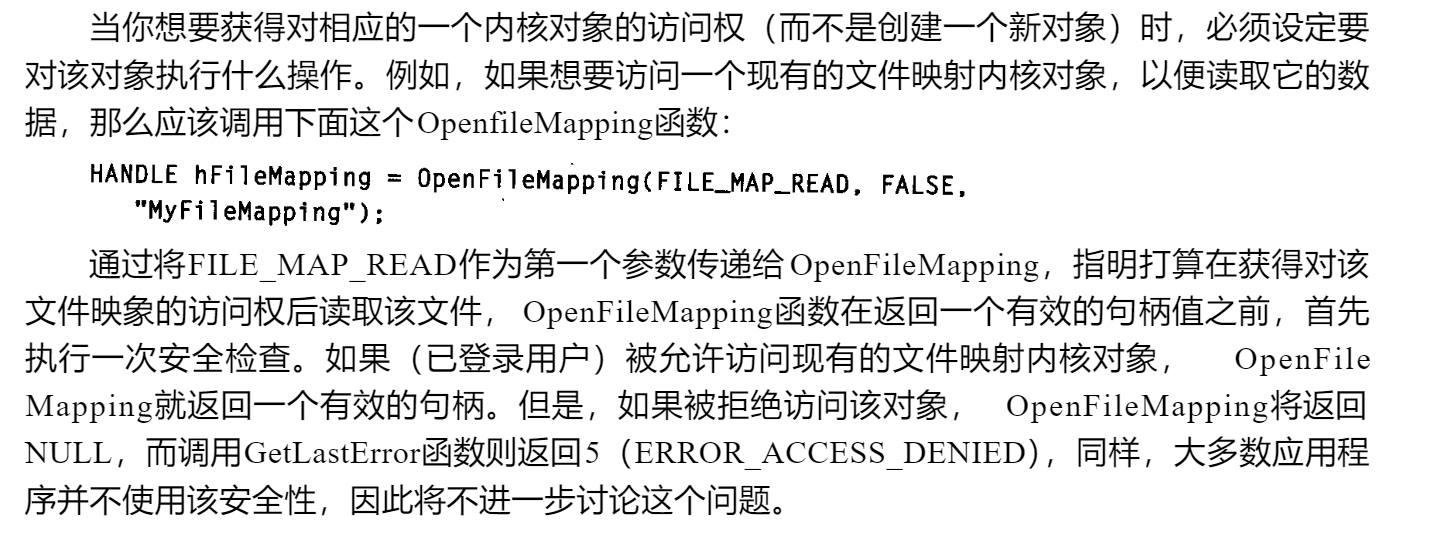 当你想要获得对相应的一个内核对象的访问权（而不是创建一个新对象）时，必须设定要
对该对象执行什么操作。例如，如果想要访问一个现有的文件映射内核对象，以便读取它的数
据，那么应该调用下面这个OpenfileMapping函数：
HANDLE hFileMapping = OpenFileMapping(FILE_MAP_READ, FALSE,
"MyFileMapping");
通过将FILE_MAP_READ作为第一个参数传递给OpenFileMapping，指明打算在获得对该
文件映象的访问权后读取该文件， OpenFileMapping函数在返回一个有效的句柄值之前，首先
执行一次安全检查。如果（已登录用户）被允许访问现有的文件映射内核对象， OpenFile
Mapping就返回一个有效的句柄。但是，如果被拒绝访问该对象， OpenFileMapping将返回
NULL，而调用GetLastError函数则返回5（ERROR_ACCESS_DENIED），同样，大多数应用程
序并不使用该安全性，因此将不进一步讨论这个问题。